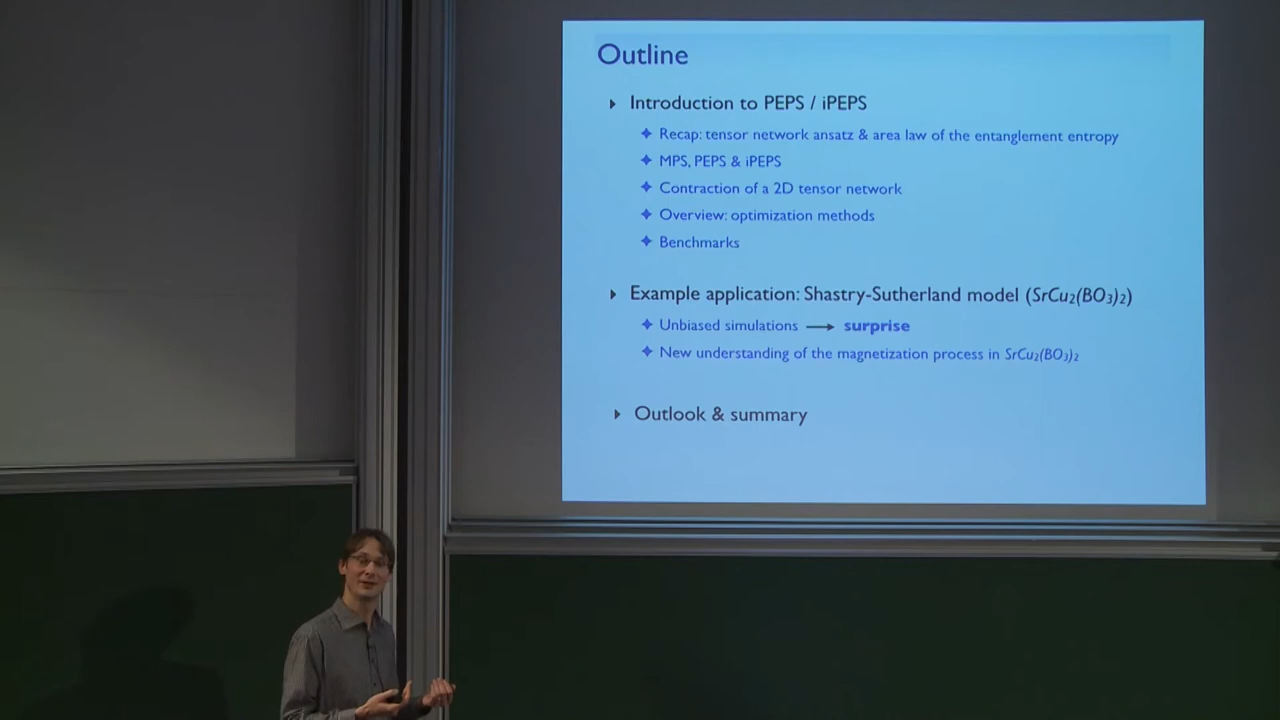 Outline
Introduction to PEPS / iPEPS
✦ Recap: tensor network ansatz & area law of the entanglement entropy
✦ MPS, PEPS & iPEPS
✦ Contraction of a 2D tensor network
✦ Overview: optimization methods
✦ Benchmarks
Example application: Shastry-Sutherland model (SrCu₂(BO₃)₂)
✦ Unbiased simulations → surprise
✦ New understanding of the magnetization process in SrCu₂(BO₃)₂
Outlook & summary